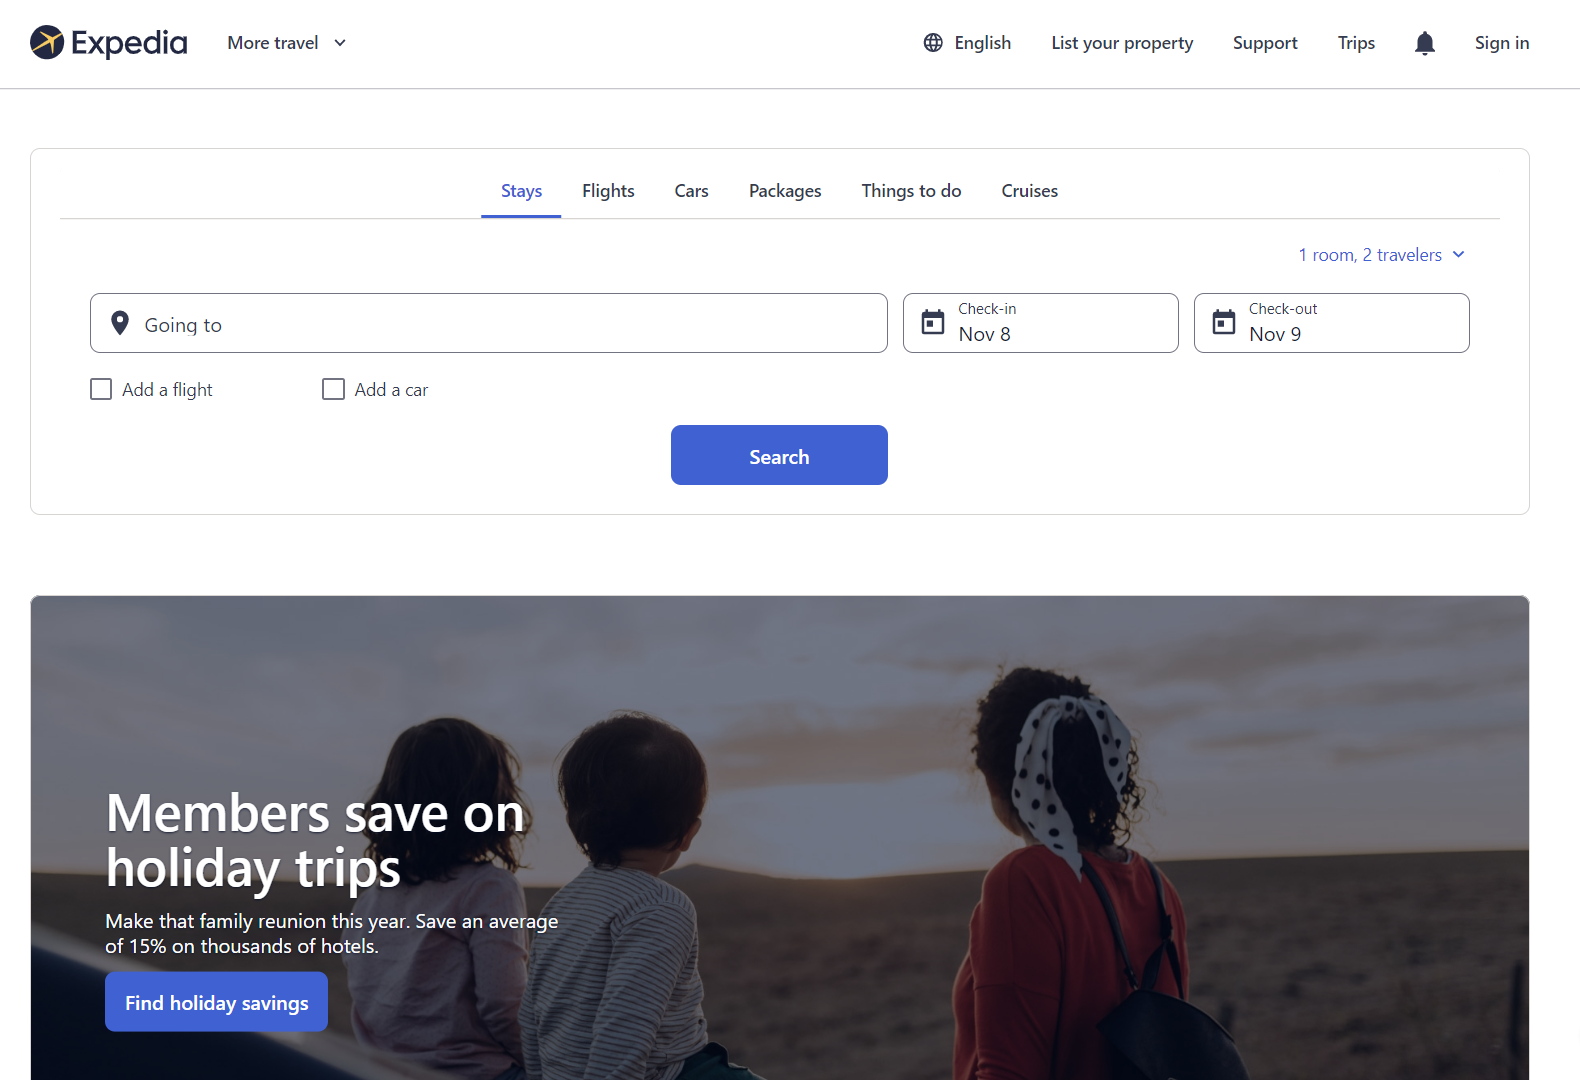 Expedia
More travel
English
List your property
Support
Trips
Sign in
Stays
Flights
Cars
Packages
Things to do
Cruises
1 room, 2 travelers
Going to
Check-in
Nov 8
Check-out
Nov 9
Add a flight
Add a car
Search
Members save on
holiday trips
Make that family reunion this year. Save an average
of 15% on thousands of hotels.
Find holiday savings